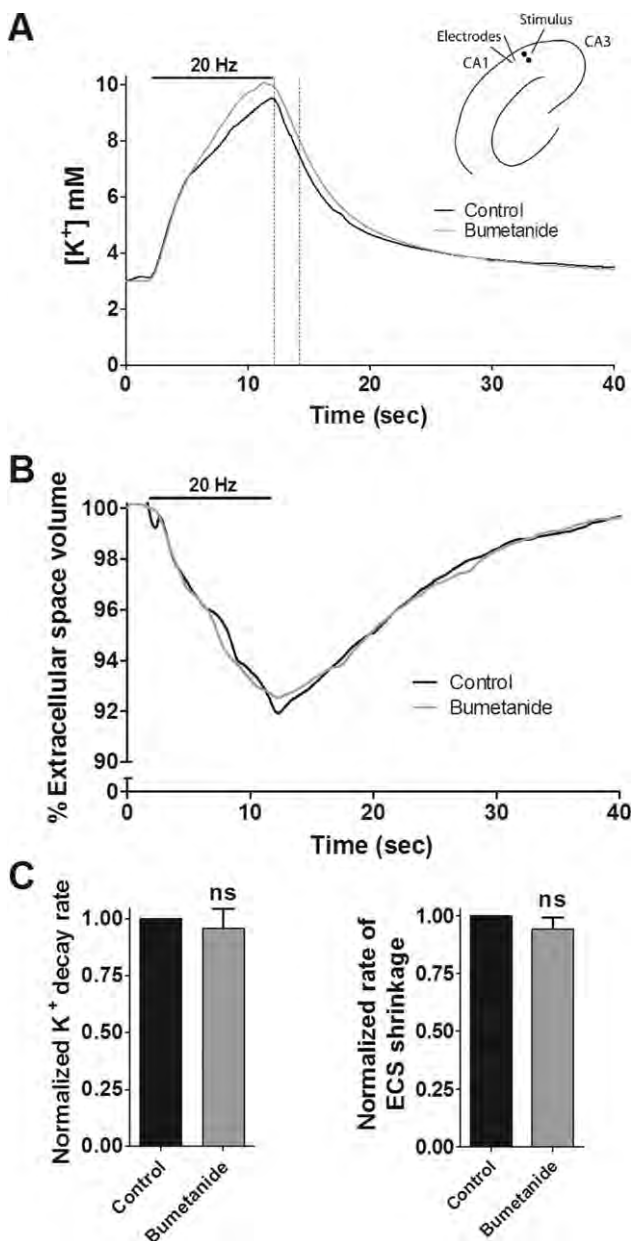 A
Electrodes
Stimulus
CA1
CA3
20 Hz
10
8
6
4
2
0
[K+] mM
Control
Bumetanide
0
10
20
30
40
Time (sec)
B
20 Hz
100
98
96
94
92
90
0
% Extracellular space volume
Control
Bumetanide
0
10
20
30
40
Time (sec)
C
Normalized K+ decay rate
1.00
0.75
0.50
0.25
0.00
ns
Control
Bumetanide
Normalized rate of
ECS shrinkage
1.00
0.75
0.50
0.25
0.00
ns
Control
Bumetanide